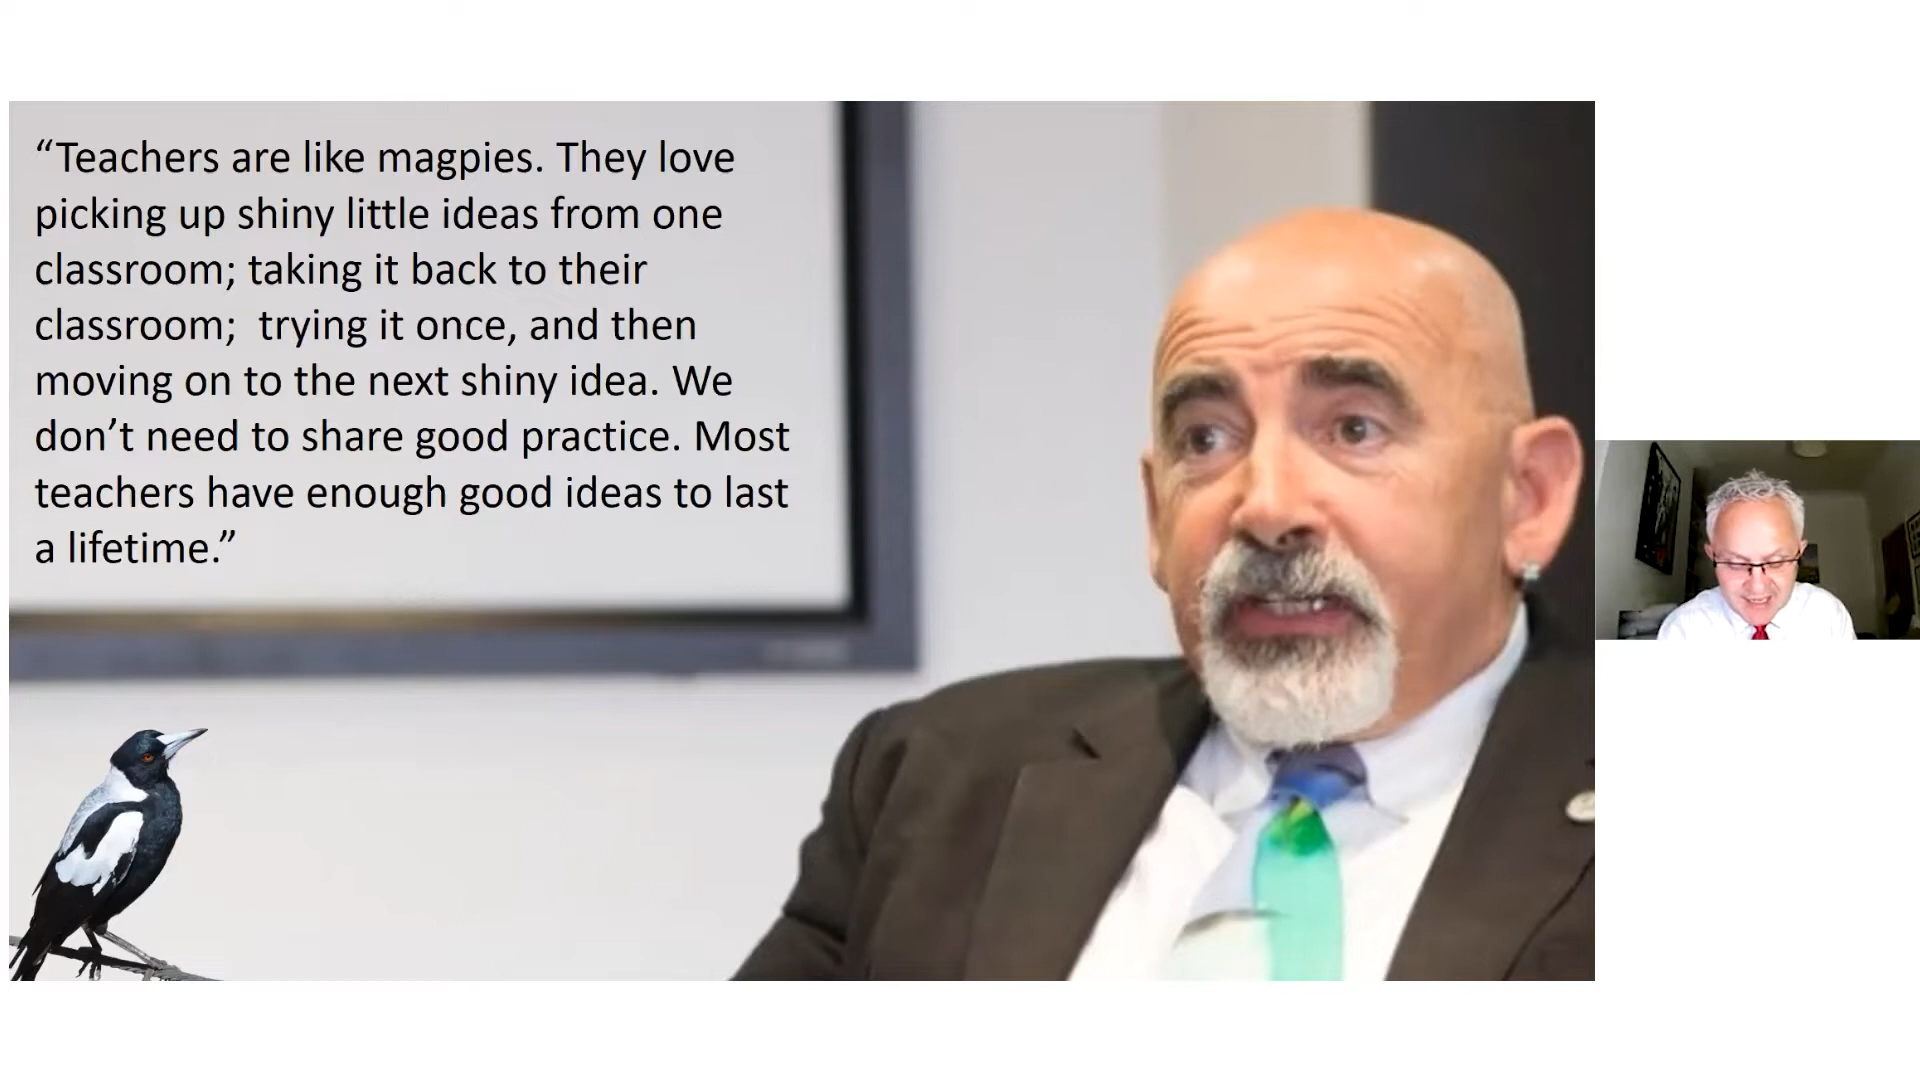 “Teachers are like magpies. They love
picking up shiny little ideas from one
classroom; taking it back to their
classroom;  trying it once, and then
moving on to the next shiny idea. We
don’t need to share good practice. Most
teachers have enough good ideas to last
a lifetime.”